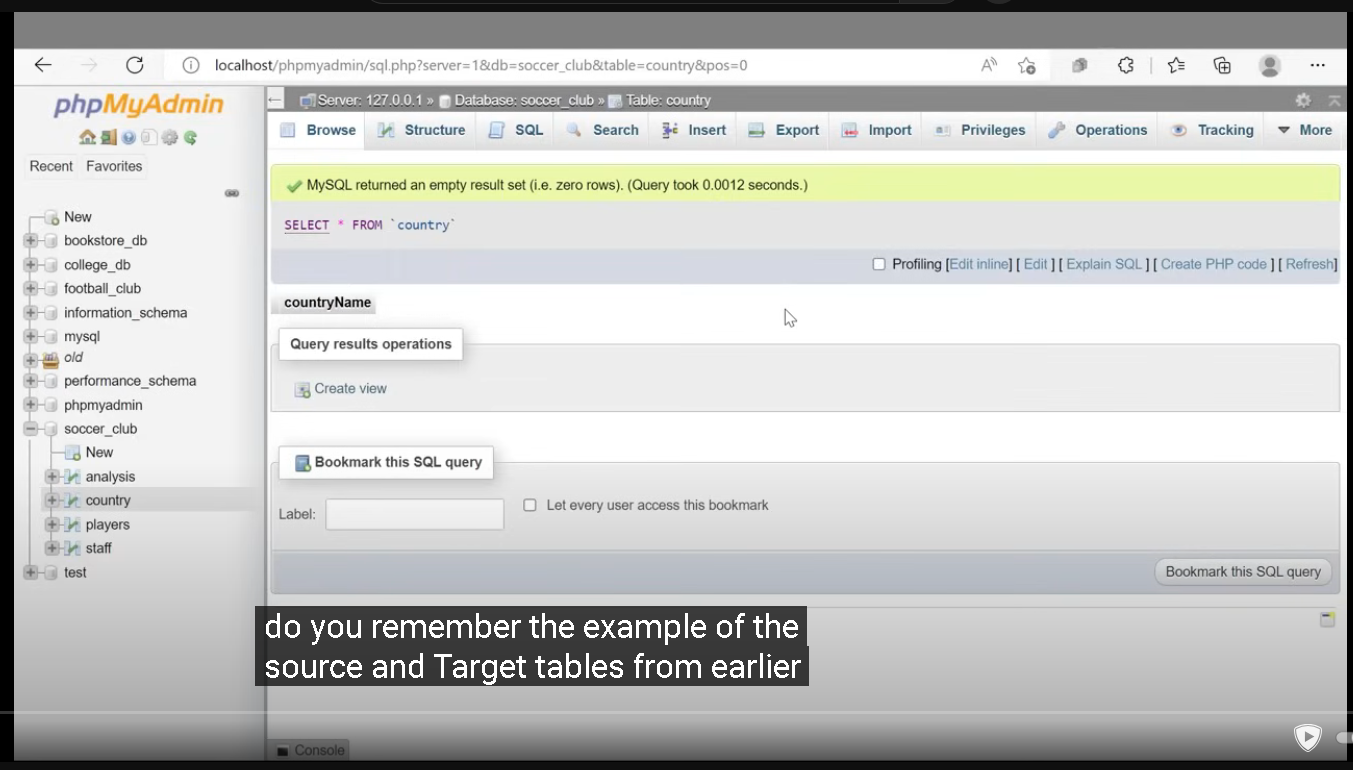 localhost/phpmyadmin/sql.php?server=1&db=soccer_club&table=country&pos=0
phpMyAdmin
Recent Favorites
New
bookstore_db
college_db
football_club
information_schema
mysql
old
performance_schema
phpmyadmin
soccer_club
New
analysis
country
players
staff
test
Server: 127.0.0.1 » Database: soccer_club » Table: country
Browse Structure SQL Search Insert Export Import Privileges Operations Tracking More
MySQL returned an empty result set (i.e. zero rows). (Query took 0.0012 seconds.)
SELECT * FROM `country`
Profiling [Edit inline] [ Edit ] [ Explain SQL ] [ Create PHP code ] [ Refresh]
countryName
Query results operations
Create view
Bookmark this SQL query
Label: Let every user access this bookmark
Bookmark this SQL query
do you remember the example of the
source and Target tables from earlier
Console